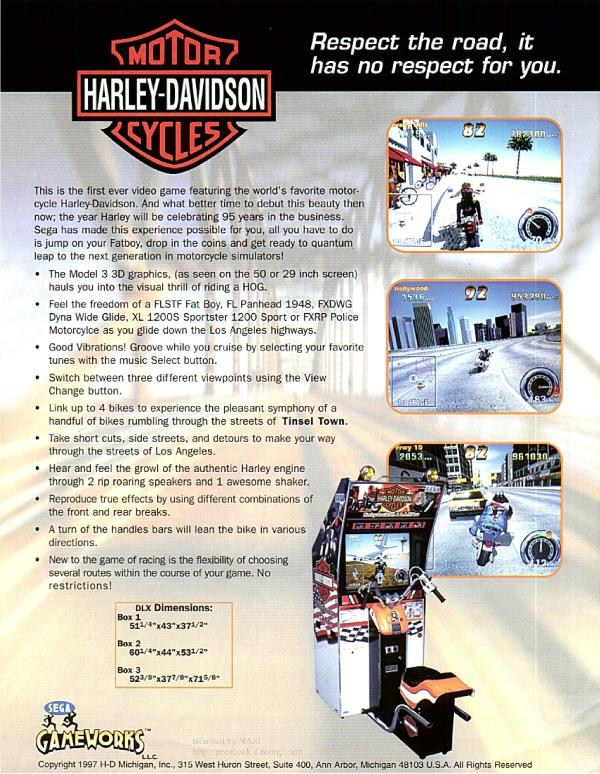 MOTOR
HARLEY-DAVIDSON
CYCLES
Respect the road, it
has no respect for you.
This is the first ever video game featuring the world's favorite motor-
cycle Harley-Davidson. And what better time to debut this beauty then
now; the year Harley will be celebrating 95 years in the business.
Sega has made this experience possible for you, all you have to do
is jump on your Fatboy, drop in the coins and get ready to quantum
leap to the next generation in motorcycle simulators!
• The Model 3 3D graphics, (as seen on the 50 or 29 inch screen)
hauls you into the visual thrill of riding a HOG.
• Feel the freedom of a FLSTF Fat Boy, FL Panhead 1948, FXDWG
Dyna Wide Glide, XL 1200S Sportster 1200 Sport or FXRP Police
Motorcylce as you glide down the Los Angeles highways.
• Good Vibrations! Groove while you cruise by selecting your favorite
tunes with the music Select button.
• Switch between three different viewpoints using the View
Change button.
• Link up to 4 bikes to experience the pleasant symphony of a
handful of bikes rumbling through the streets of Tinsel Town.
• Take short cuts, side streets, and detours to make your way
through the streets of Los Angeles.
• Hear and feel the growl of the authentic Harley engine
through 2 rip roaring speakers and 1 awesome shaker.
• Reproduce true effects by using different combinations of
the front and rear breaks.
• A turn of the handles bars will lean the bike in various
directions.
• New to the game of racing is the flexibility of choosing
several routes within the course of your game. No
restrictions!
DLX Dimensions:
Box 1
51 1/4"x43"x37 1/2"
Box 2
60 1/4"x44"x53 1/2"
Box 3
52 3/8"x37 7/8"x71 5/8"
82
Hollywood
1536
92
953290
183
Hwy 10
2053
82
961030
MOTOR
HARLEY-DAVIDSON
CYCLES
SEGA
GAMEWORKS™
L.L.C.
Scanned by MAZI
Copyright 1997 H-D Michigan, Inc., 315 West Huron Street, Suite 400, Ann Arbor, Michigan 48103 U.S.A. All Rights Reserved